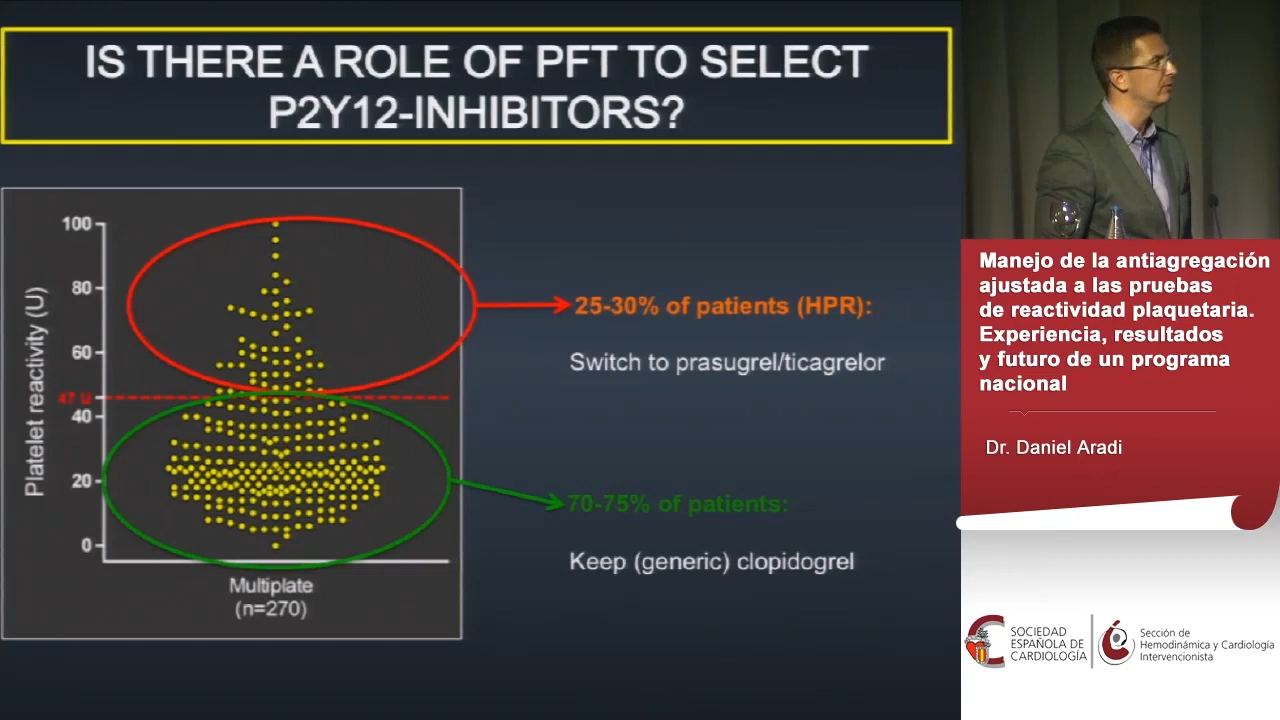 IS THERE A ROLE OF PFT TO SELECT
P2Y12-INHIBITORS?
100
80
60
47 U
40
20
0
Platelet reactivity (U)
Multiplate
(n=270)
25-30% of patients (HPR):
Switch to prasugrel/ticagrelor
70-75% of patients:
Keep (generic) clopidogrel
Manejo de la antiagregación
ajustada a las pruebas
de reactividad plaquetaria.
Experiencia, resultados
y futuro de un programa
nacional
Dr. Daniel Aradi
SOCIEDAD
ESPAÑOLA DE
CARDIOLOGÍA
Sección de
Hemodinámica y Cardiología
Intervencionista